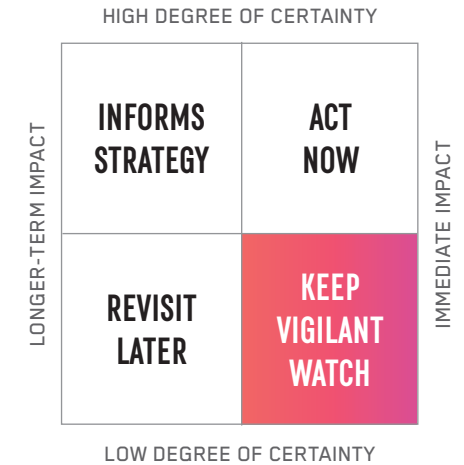 HIGH DEGREE OF CERTAINTY
LONGER-TERM IMPACT
INFORMS
STRATEGY
ACT
NOW
IMMEDIATE IMPACT
REVISIT
LATER
KEEP
VIGILANT
WATCH
LOW DEGREE OF CERTAINTY